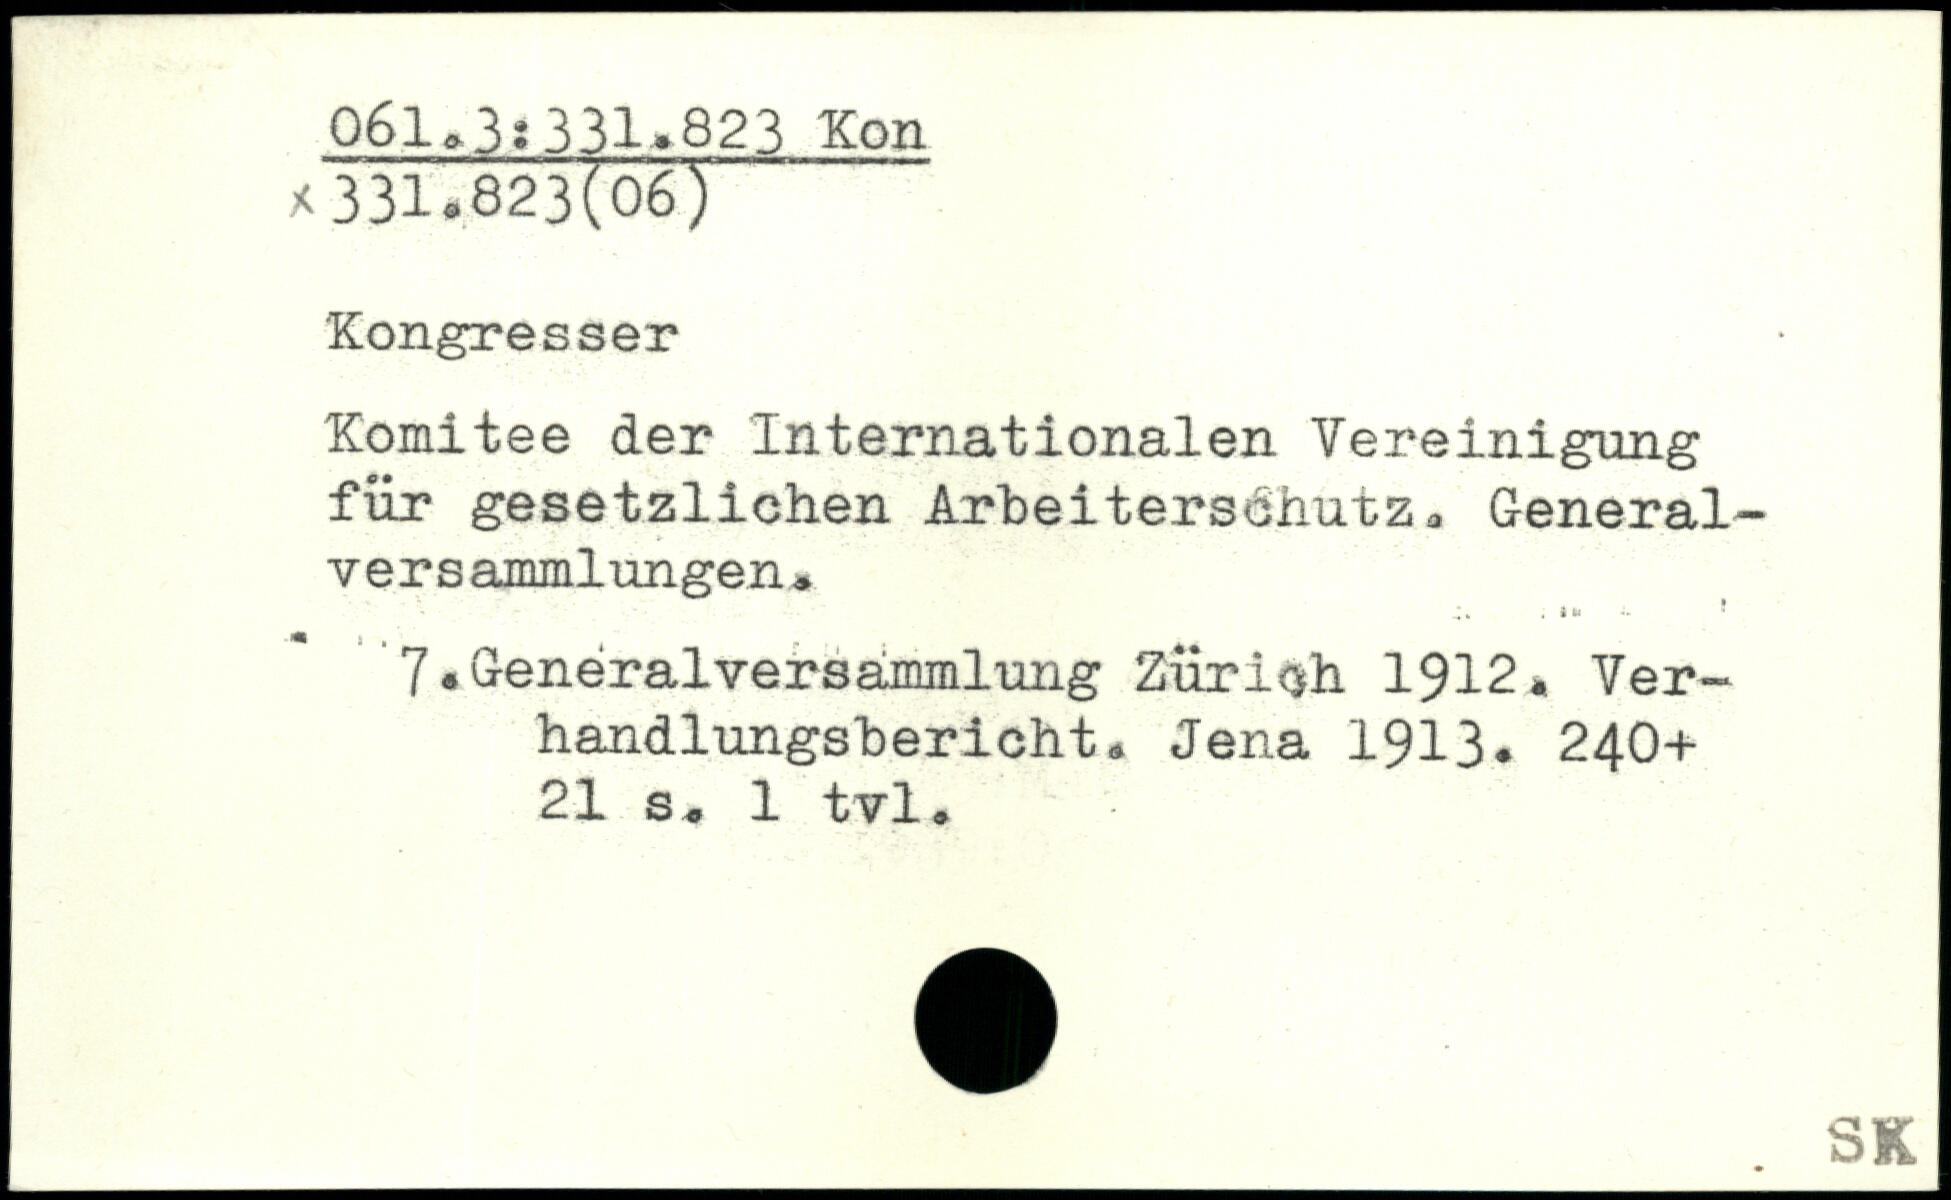 061.3:331.823 Kon
x 331.823(06)
Kongresser
Komitee der Internationalen Vereinigung
für gesetzlichen Arbeiterschutz. General-
versammlungen.
7.Generalversammlung Zürich 1912. Ver-
handlungsbericht. Jena 1913. 240+
21 s. 1 tvl.
SK